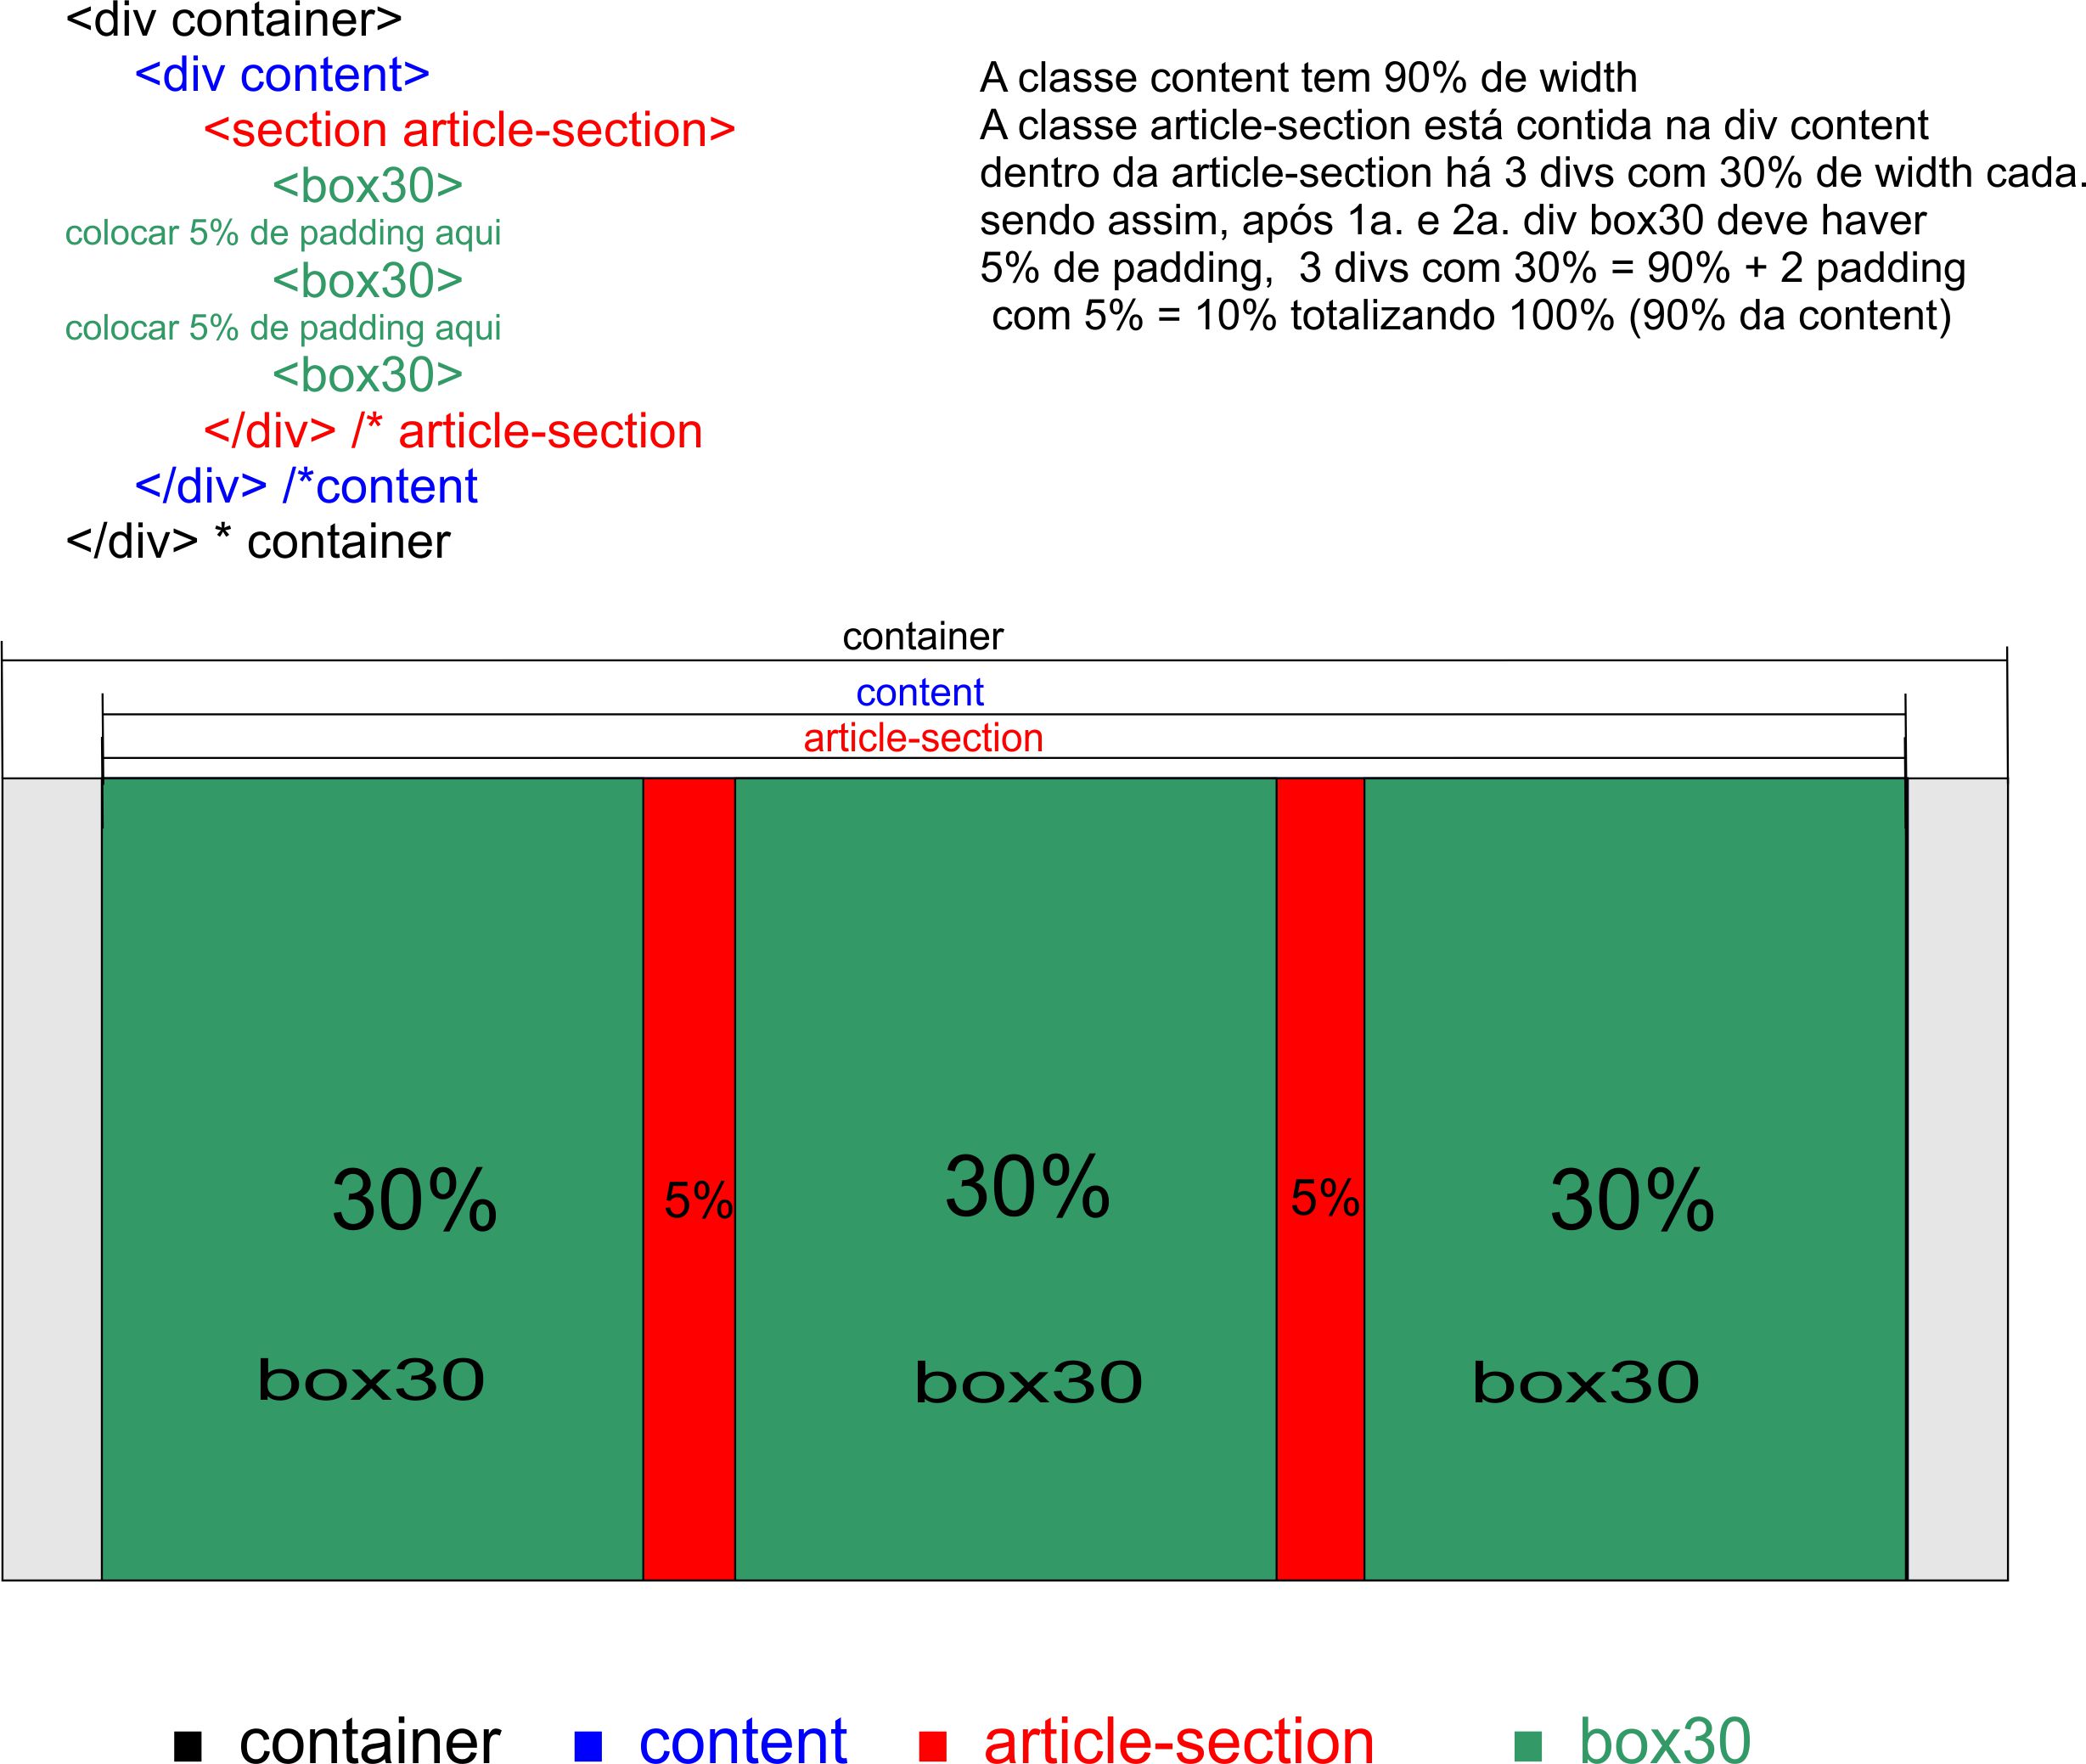 <div container>
<div content>
<section article-section>
<box30>
colocar 5% de padding aqui
<box30>
colocar 5% de padding aqui
<box30>
</div> /* article-section
</div> /*content
</div> * container
A classe content tem 90% de width
A classe article-section está contida na div content
dentro da article-section há 3 divs com 30% de width cada.
sendo assim, após 1a. e 2a. div box30 deve haver
5% de padding,  3 divs com 30% = 90% + 2 padding
com 5% = 10% totalizando 100% (90% da content)
container
content
article-section
30% 5% 30% 5% 30%
box30 box30 box30
container content article-section box30